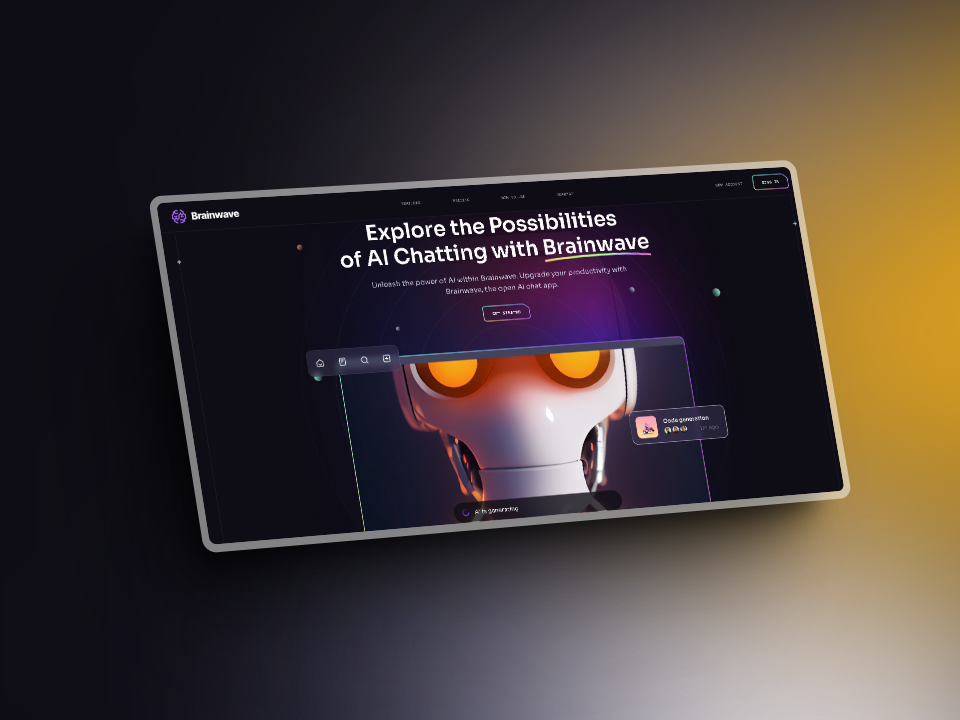 Brainwave
FEATURES
PRICING
HOW TO USE
ROADMAP
NEW ACCOUNT
SIGN IN
Explore the Possibilities
of AI Chatting with Brainwave
Unleash the power of AI within Brainwave. Upgrade your productivity with
Brainwave, the open AI chat app.
GET STARTED
Code generation
1m ago
AI is generating